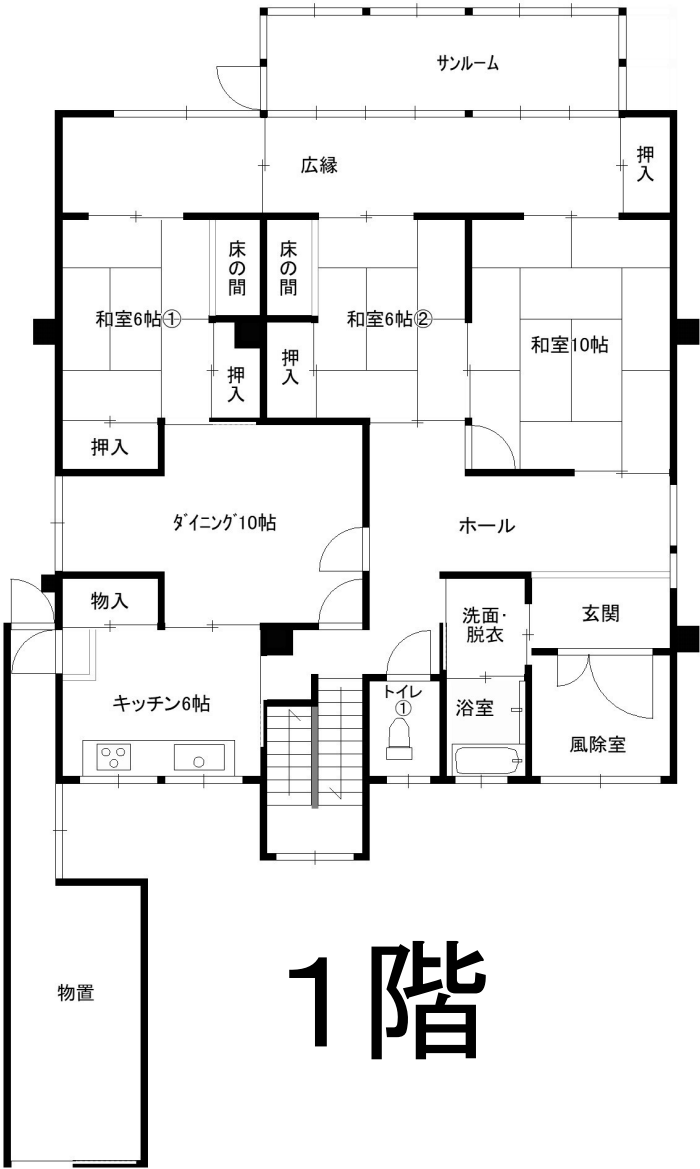 サンルーム
広縁
押入
床の間
床の間
和室6帖①
和室6帖②
和室10帖
押入
押入
押入
ダイニング10帖
ホール
物入
洗面・
脱衣
玄関
キッチン6帖
トイレ
①
浴室
風除室
物置
1階